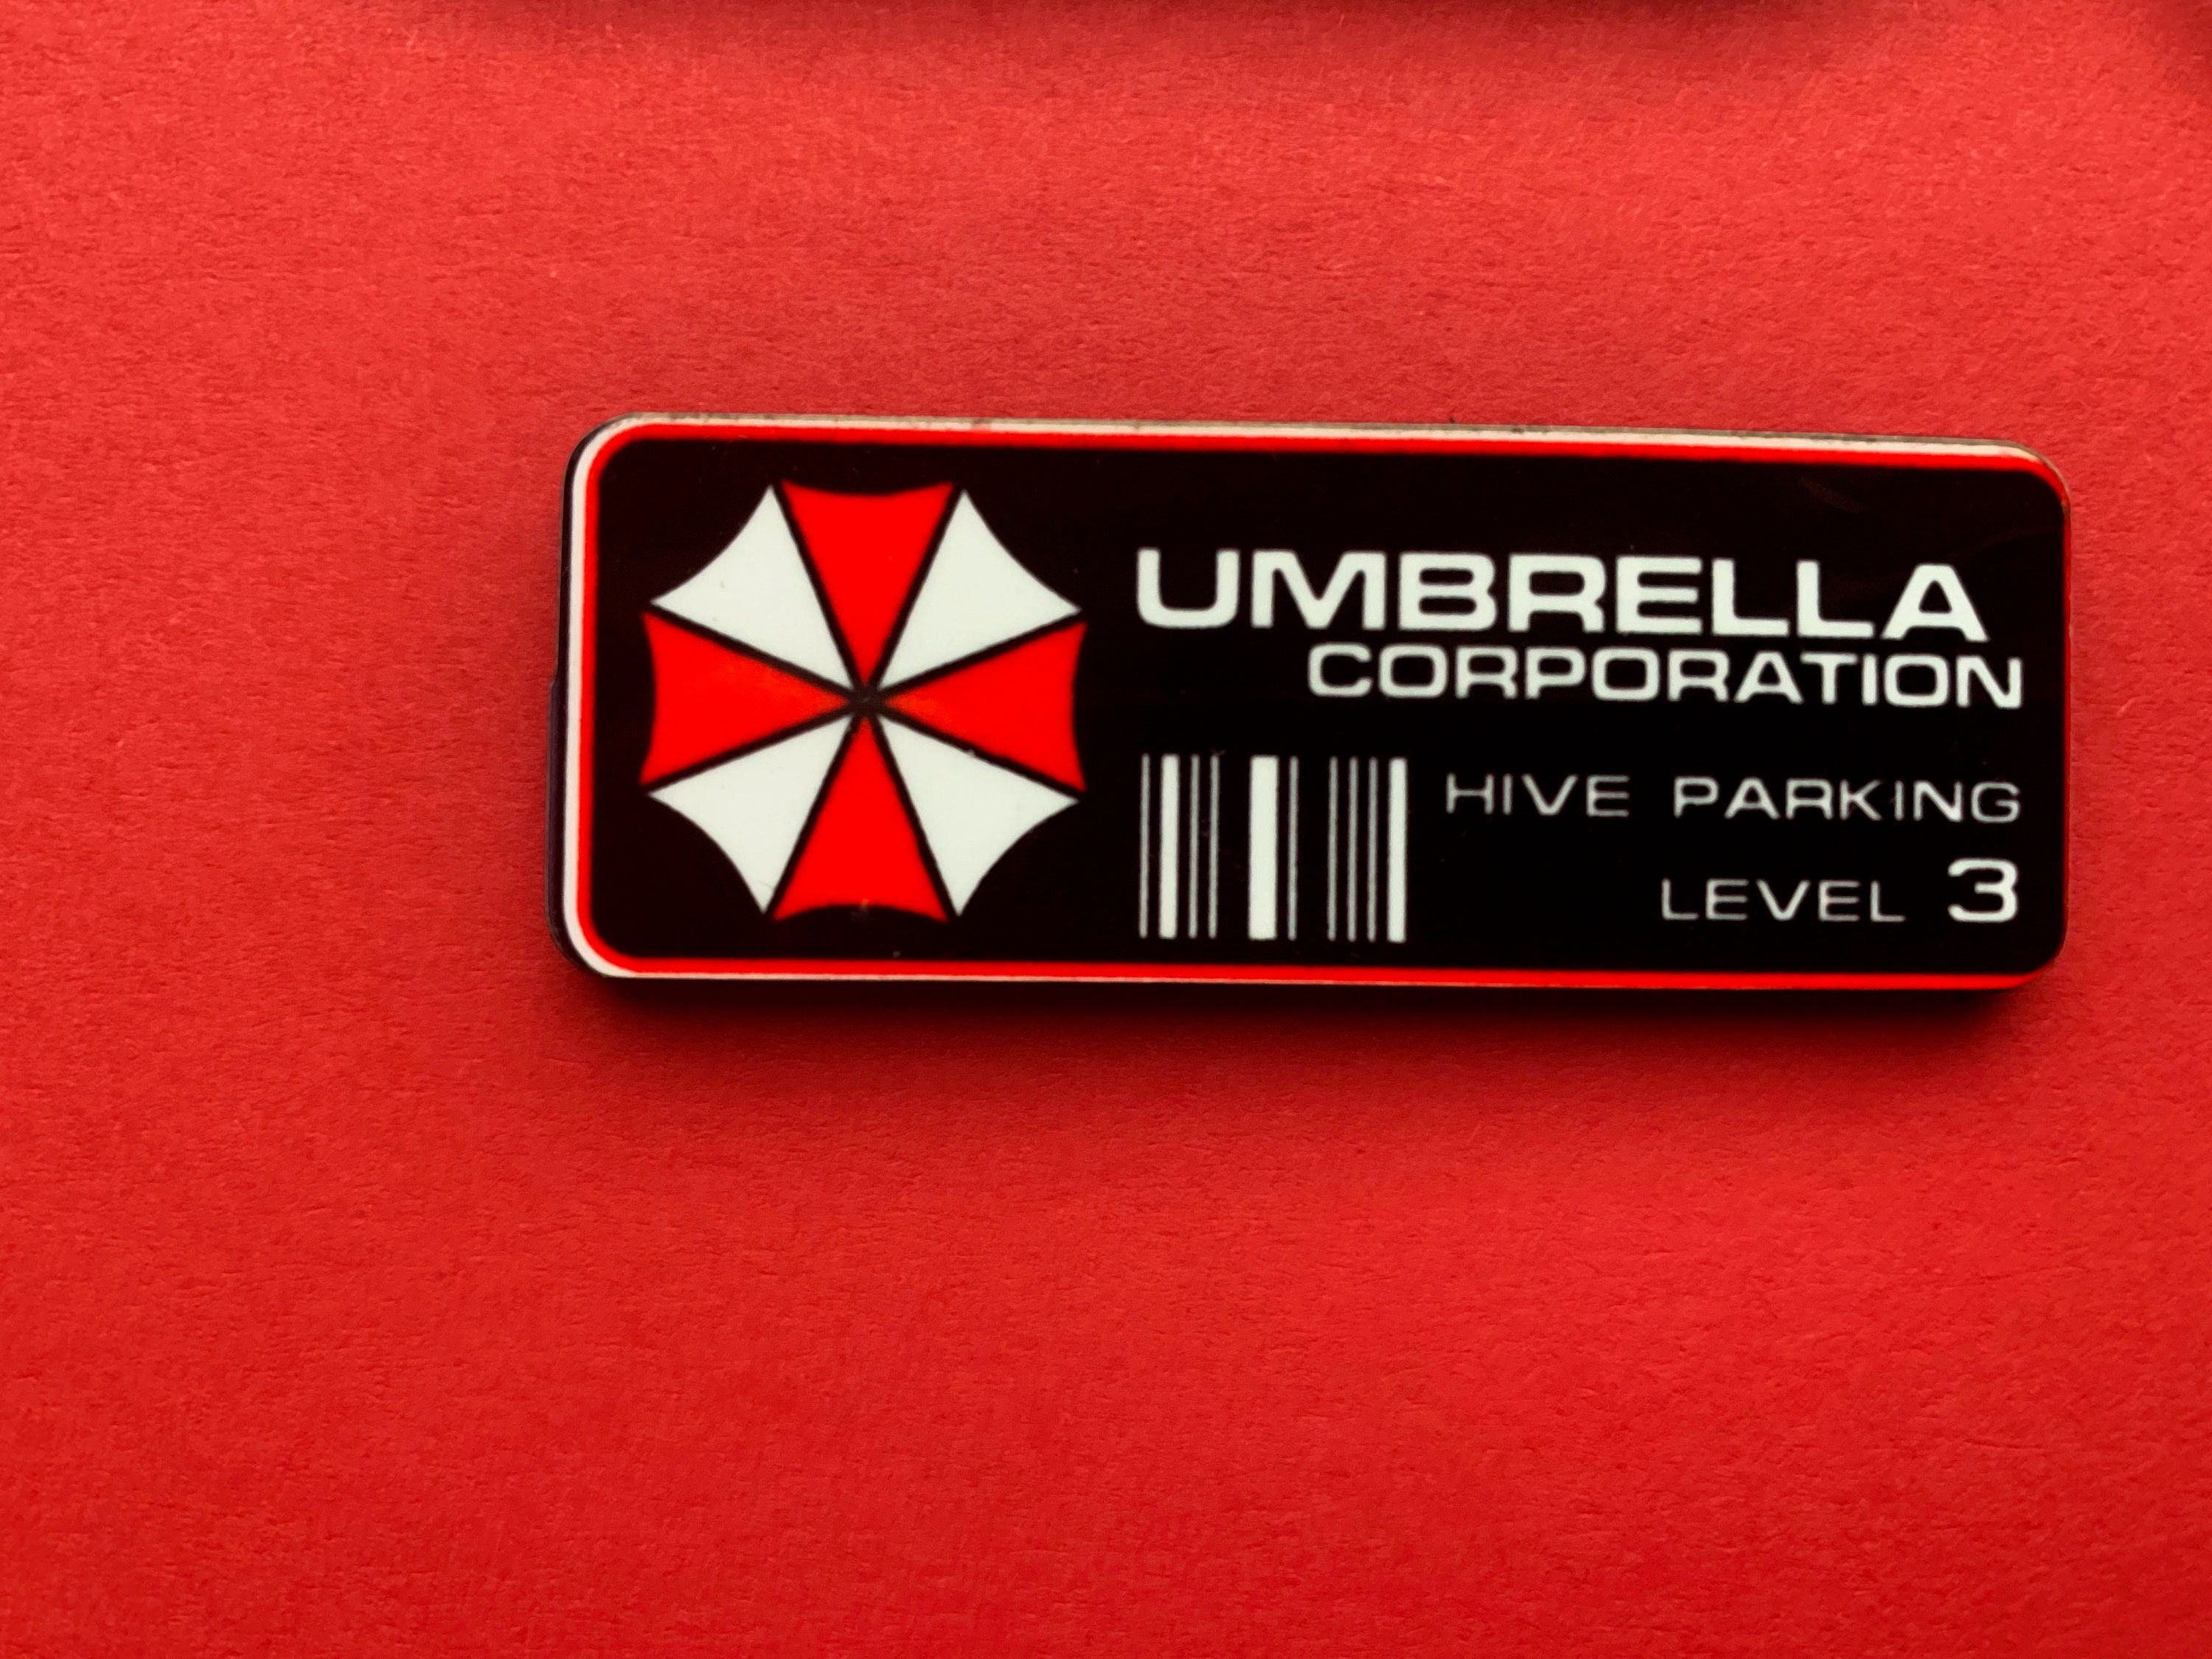 UMBRELLA
CORPORATION
HIVE PARKING
LEVEL 3